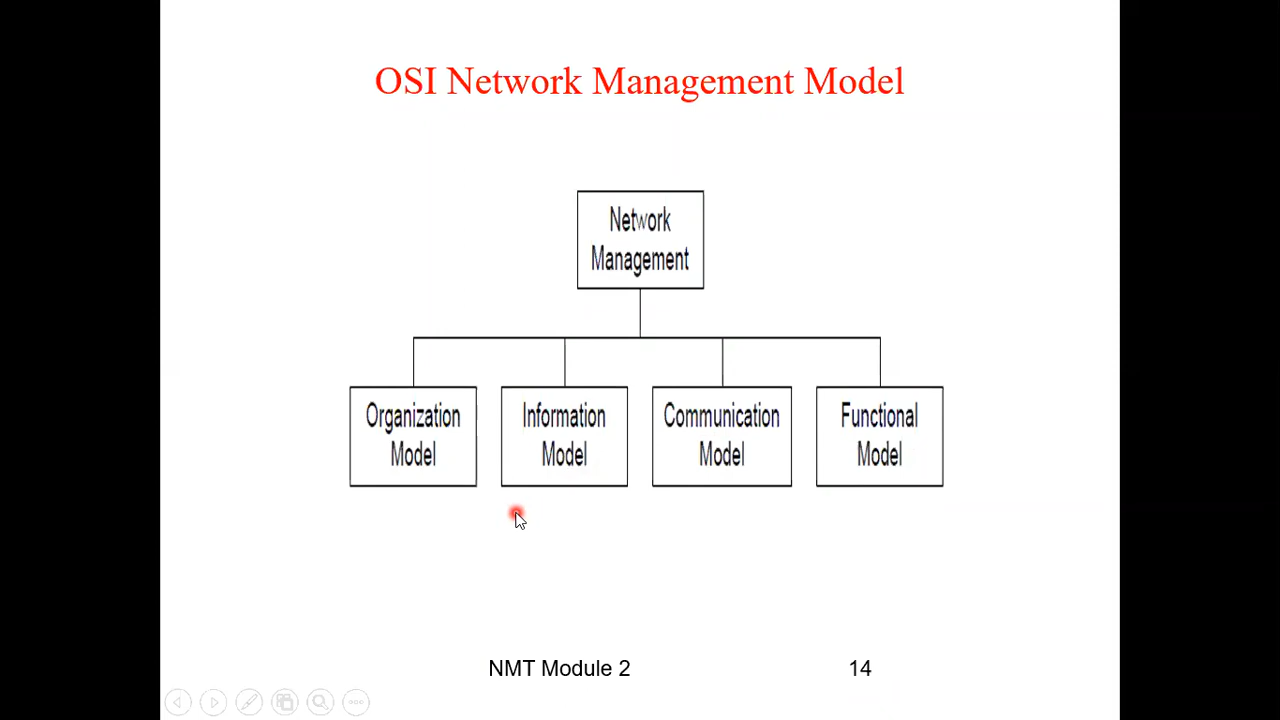 OSI Network Management Model
Network
Management
Organization
Model
Information
Model
Communication
Model
Functional
Model
NMT Module 2
14